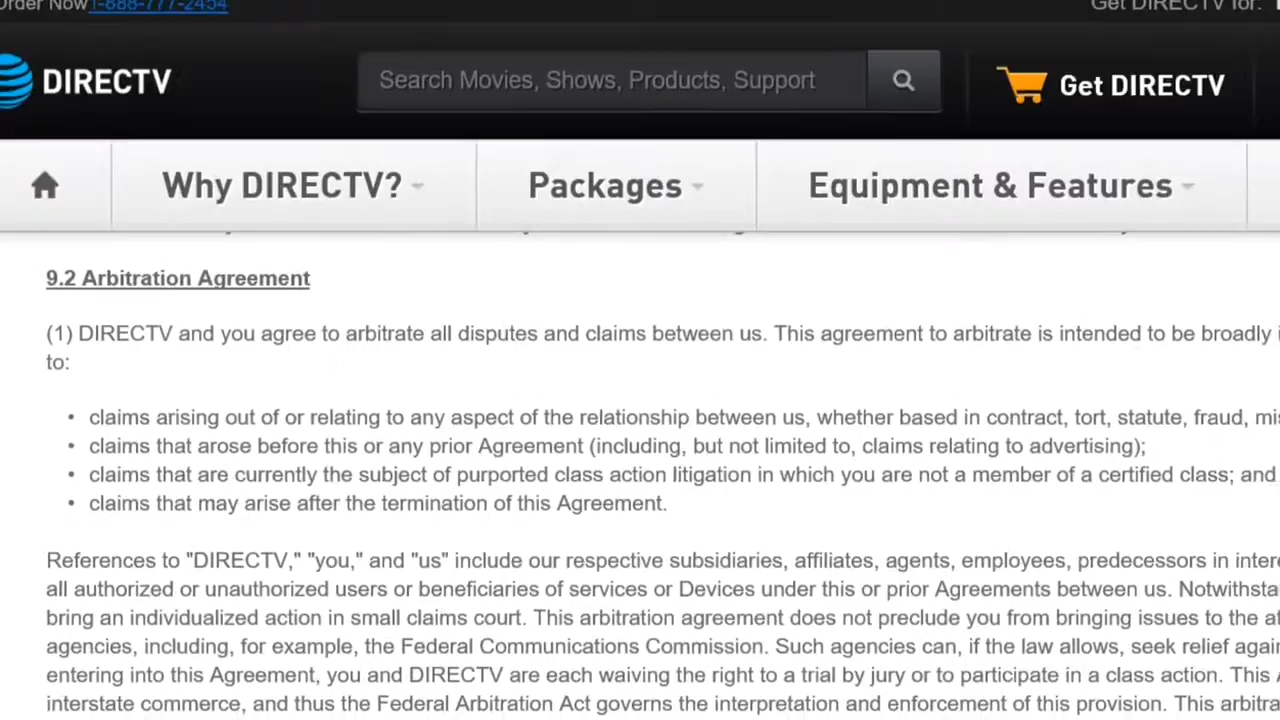 Order Now 1-888-777-2454
Get DIRECTV for:
DIRECTV
Search Movies, Shows, Products, Support
Get DIRECTV
Why DIRECTV?
Packages
Equipment & Features
9.2 Arbitration Agreement
(1) DIRECTV and you agree to arbitrate all disputes and claims between us. This agreement to arbitrate is intended to be broadly
to:
• claims arising out of or relating to any aspect of the relationship between us, whether based in contract, tort, statute, fraud,
• claims that arose before this or any prior Agreement (including, but not limited to, claims relating to advertising);
• claims that are currently the subject of purported class action litigation in which you are not a member of a certified class; and
• claims that may arise after the termination of this Agreement.
References to "DIRECTV," "you," and "us" include our respective subsidiaries, affiliates, agents, employees, predecessors in
all authorized or unauthorized users or beneficiaries of services or Devices under this or prior Agreements between us.
bring an individualized action in small claims court. This arbitration agreement does not preclude you from bringing issues to the
agencies, including, for example, the Federal Communications Commission. Such agencies can, if the law allows, seek relief
entering into this Agreement, you and DIRECTV are each waiving the right to a trial by jury or to participate in a class action. This
interstate commerce, and thus the Federal Arbitration Act governs the interpretation and enforcement of this provision. This